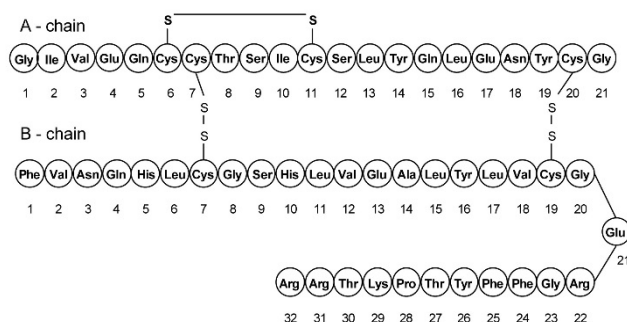 A - chain
S S
Gly Ile Val Glu Gln Cys Cys Thr Ser Ile Cys Ser Leu Tyr Gln Leu Glu Asn Tyr Cys Gly
1 2 3 4 5 6 7 8 9 10 11 12 13 14 15 16 17 18 19 20 21
S S
S S
B - chain
Phe Val Asn Gln His Leu Cys Gly Ser His Leu Val Glu Ala Leu Tyr Leu Val Cys Gly
1 2 3 4 5 6 7 8 9 10 11 12 13 14 15 16 17 18 19 20
Glu
21
Arg Arg Thr Lys Pro Thr Tyr Phe Phe Gly Arg
32 31 30 29 28 27 26 25 24 23 22